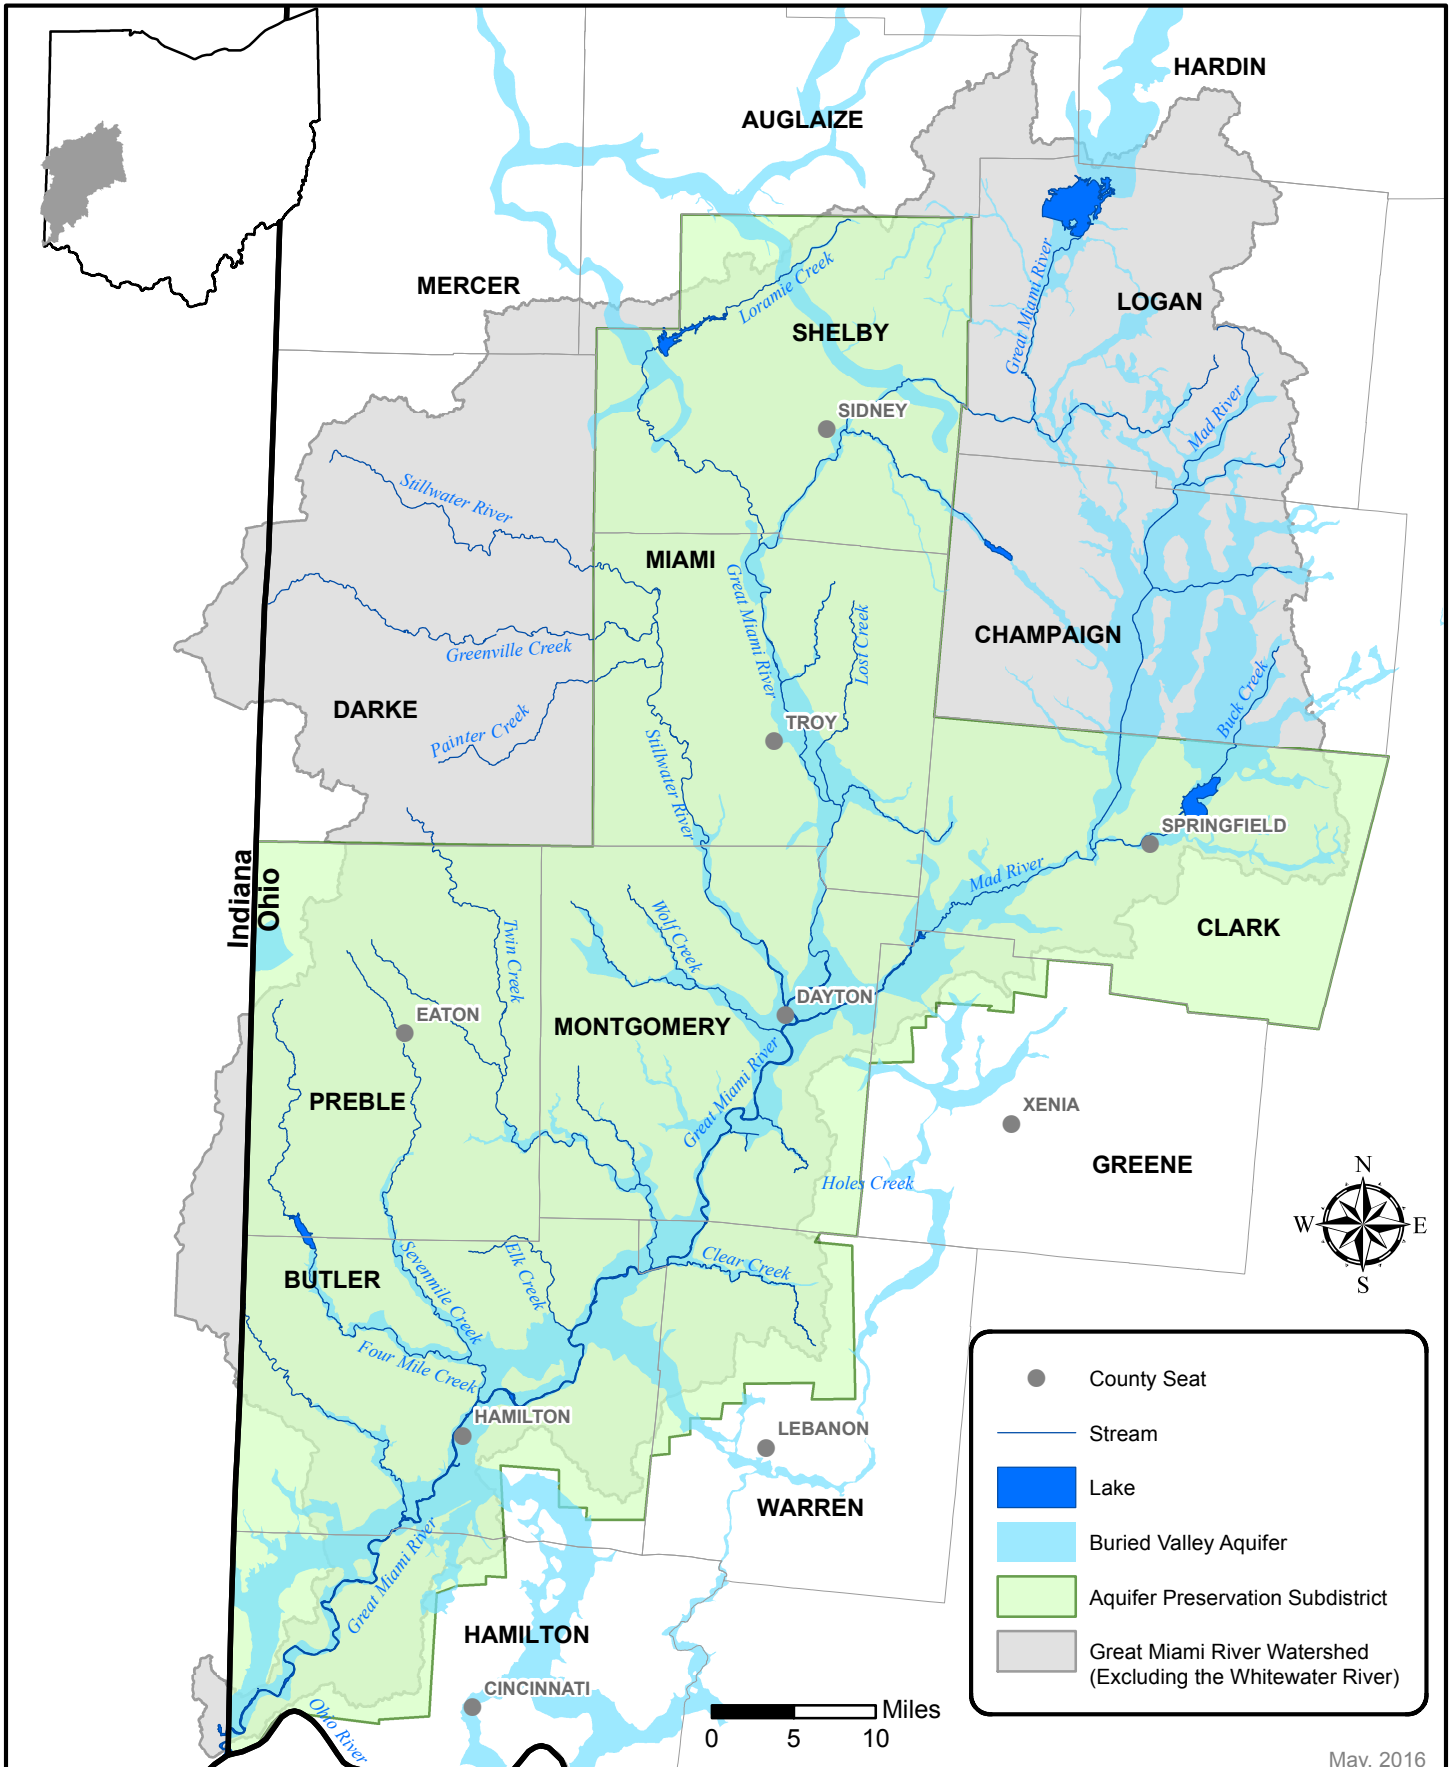 HARDIN
AUGLAIZE
MERCER
Loramie Creek
Great Miami River
LOGAN
SHELBY
Mad River
SIDNEY
Stillwater River
MIAMI
Great Miami River
Lost Creek
CHAMPAIGN
Greenville Creek
Buck Creek
DARKE
Painter Creek
TROY
Stillwater River
SPRINGFIELD
Indiana
Ohio
Mad River
Wolf Creek
Twin Creek
CLARK
DAYTON
EATON
MONTGOMERY
Great Miami River
PREBLE
XENIA
GREENE
Holes Creek
N
W
E
S
Sevenmile Creek
Elk Creek
Clear Creek
BUTLER
Four Mile Creek
HAMILTON
LEBANON
WARREN
Great Miami River
HAMILTON
CINCINNATI
Ohio River
County Seat
Stream
Lake
Buried Valley Aquifer
Aquifer Preservation Subdistrict
Great Miami River Watershed
(Excluding the Whitewater River)
Miles
0 5 10
May, 2016